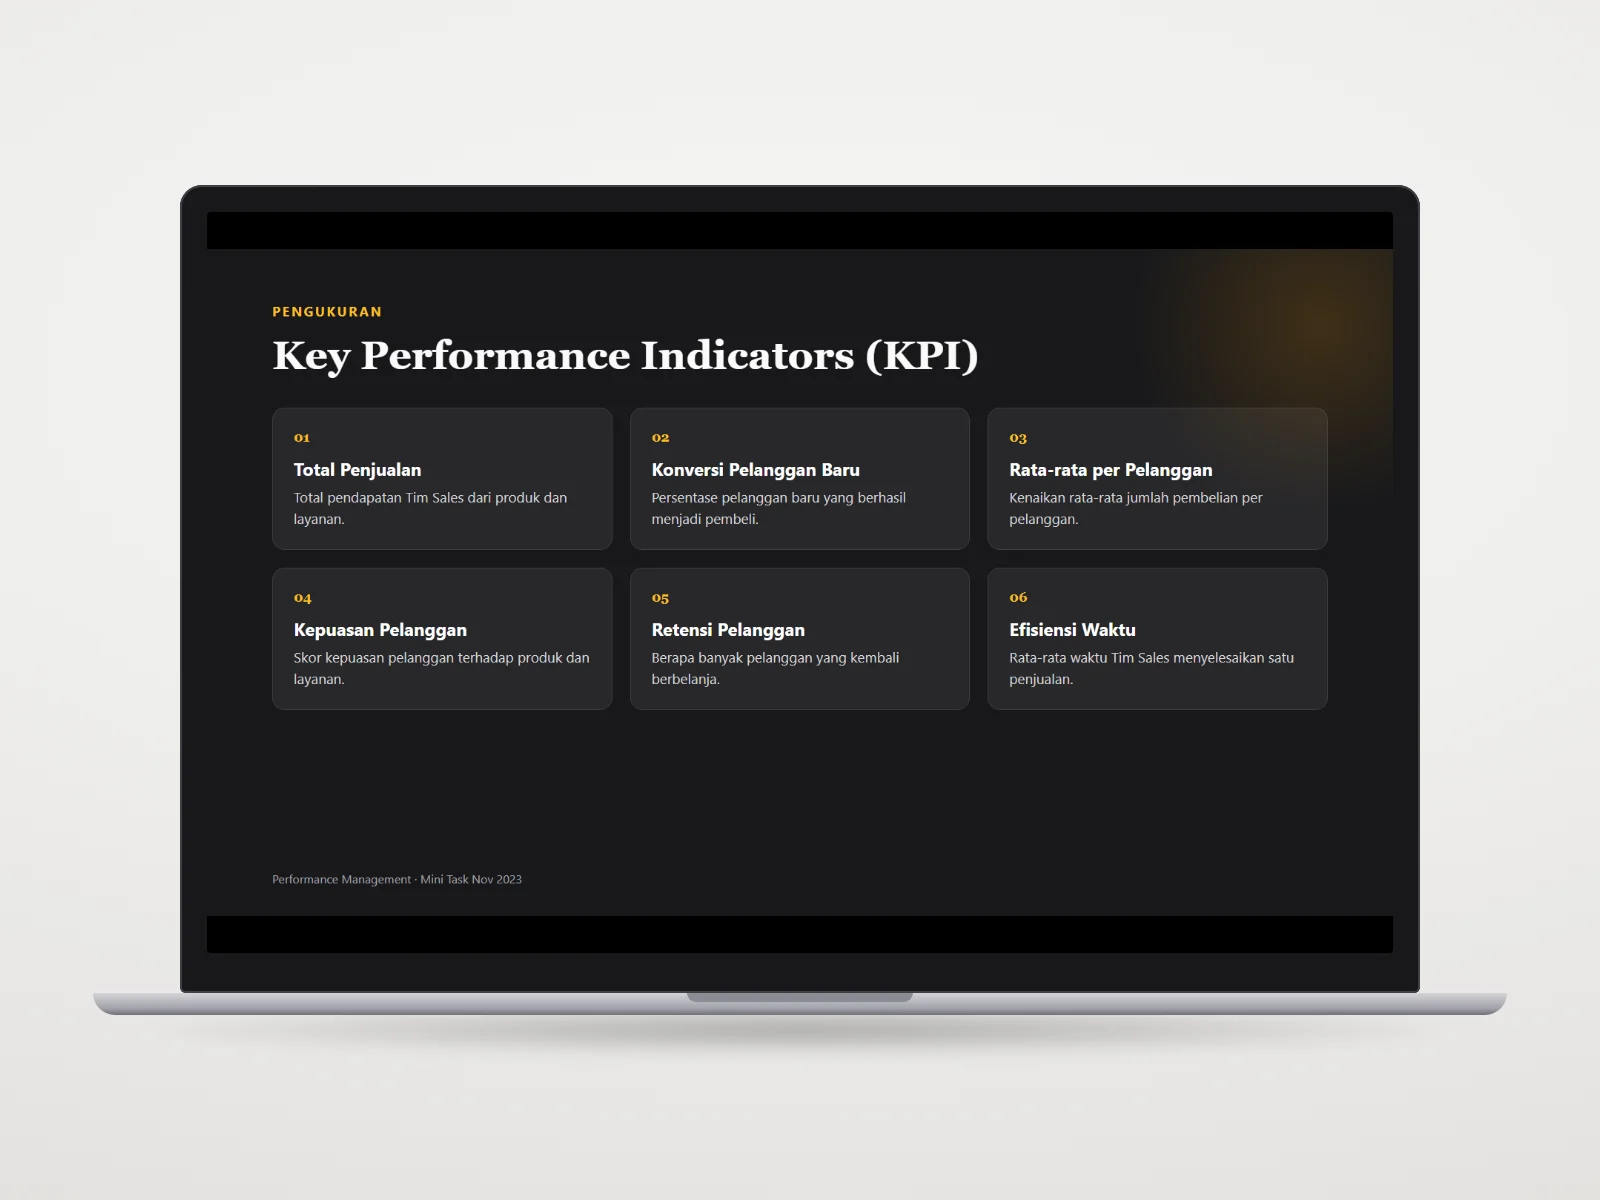 PENGUKURAN
Key Performance Indicators (KPI)
01
Total Penjualan
Total pendapatan Tim Sales dari produk dan
layanan.
02
Konversi Pelanggan Baru
Persentase pelanggan baru yang berhasil
menjadi pembeli.
03
Rata-rata per Pelanggan
Kenaikan rata-rata jumlah pembelian per
pelanggan.
04
Kepuasan Pelanggan
Skor kepuasan pelanggan terhadap produk dan
layanan.
05
Retensi Pelanggan
Berapa banyak pelanggan yang kembali
berbelanja.
06
Efisiensi Waktu
Rata-rata waktu Tim Sales menyelesaikan satu
penjualan.
Performance Management · Mini Task Nov 2023